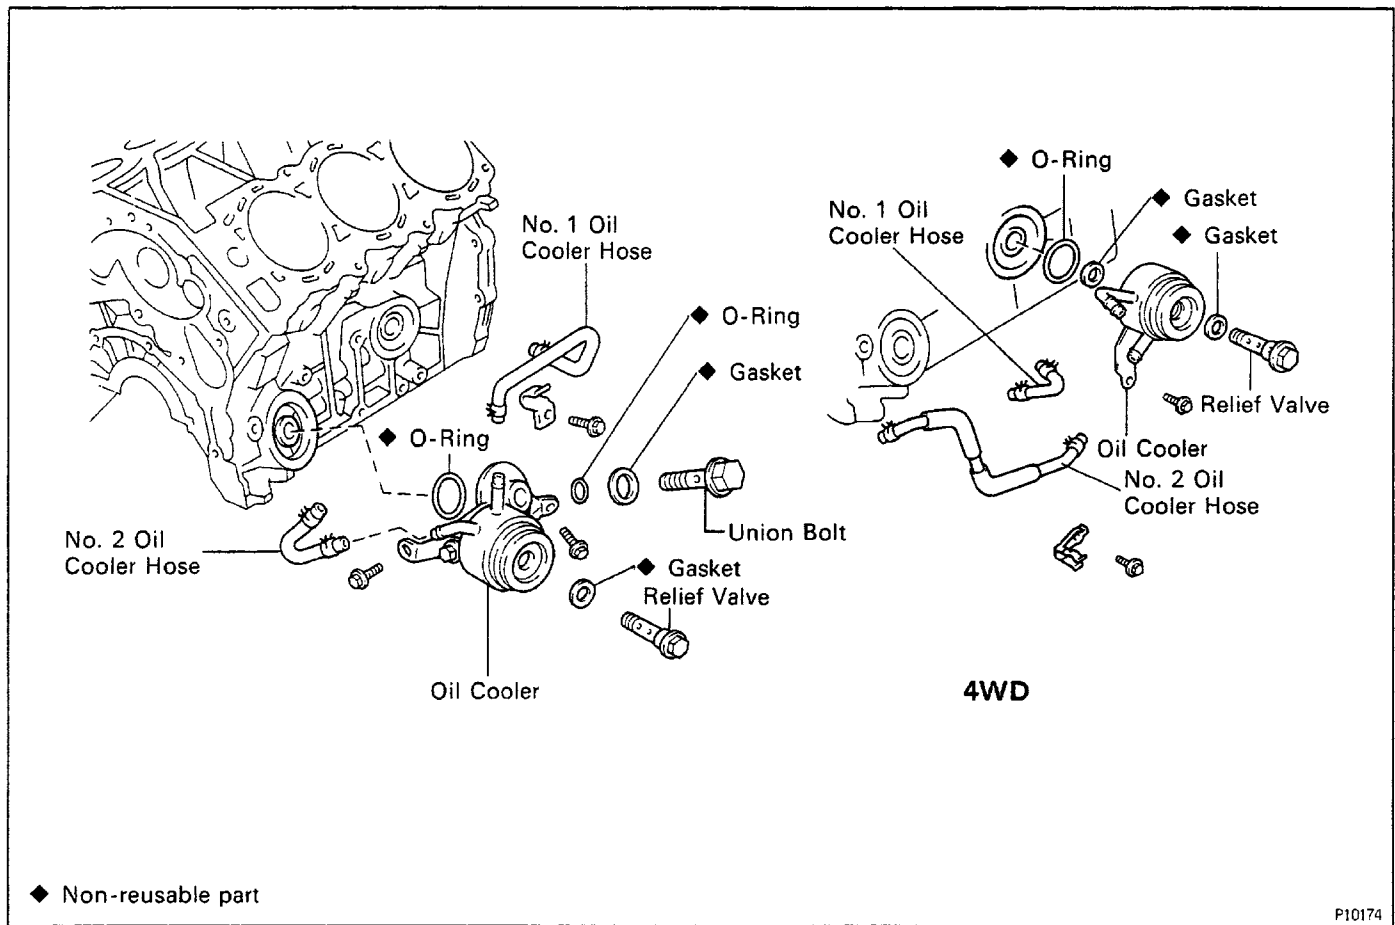 No. 1 Oil
Cooler Hose
◆ O-Ring
◆ Gasket
◆ O-Ring
No. 2 Oil
Cooler Hose
Union Bolt
◆ Gasket
Relief Valve
Oil Cooler
◆ O-Ring
No. 1 Oil
Cooler Hose
◆ Gasket
◆ Gasket
Relief Valve
Oil Cooler
No. 2 Oil
Cooler Hose
4WD
◆ Non-reusable part
P10174